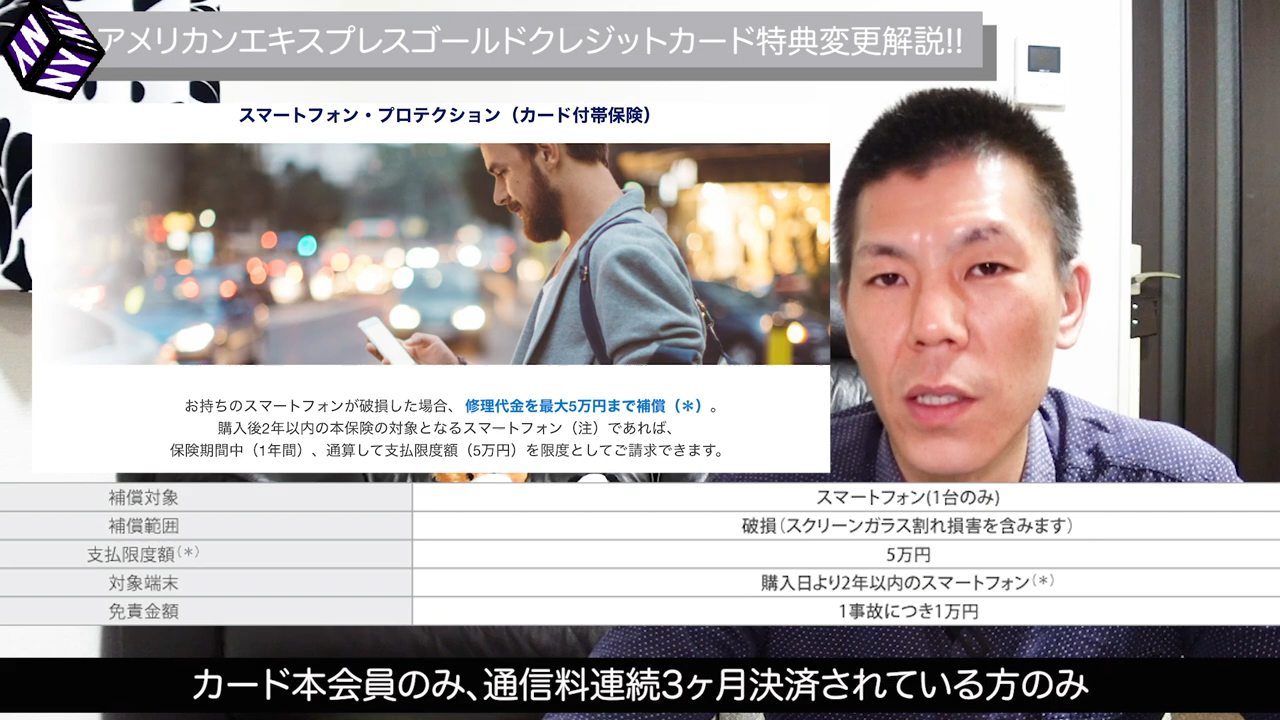 NY
NY
NY
アメリカンエキスプレスゴールドクレジットカード特典変更解説!!
スマートフォン・プロテクション（カード付帯保険）
お持ちのスマートフォンが破損した場合、修理代金を最大5万円まで補償（＊）。
購入後2年以内の本保険の対象となるスマートフォン（注）であれば、
保険期間中（1年間）、通算して支払限度額（5万円）を限度としてご請求できます。
補償対象 スマートフォン(1台のみ)
補償範囲 破損（スクリーンガラス割れ損害を含みます）
支払限度額（＊） 5万円
対象端末 購入日より2年以内のスマートフォン（＊）
免責金額 1事故につき1万円
カード本会員のみ、通信料連続3ヶ月決済されている方のみ